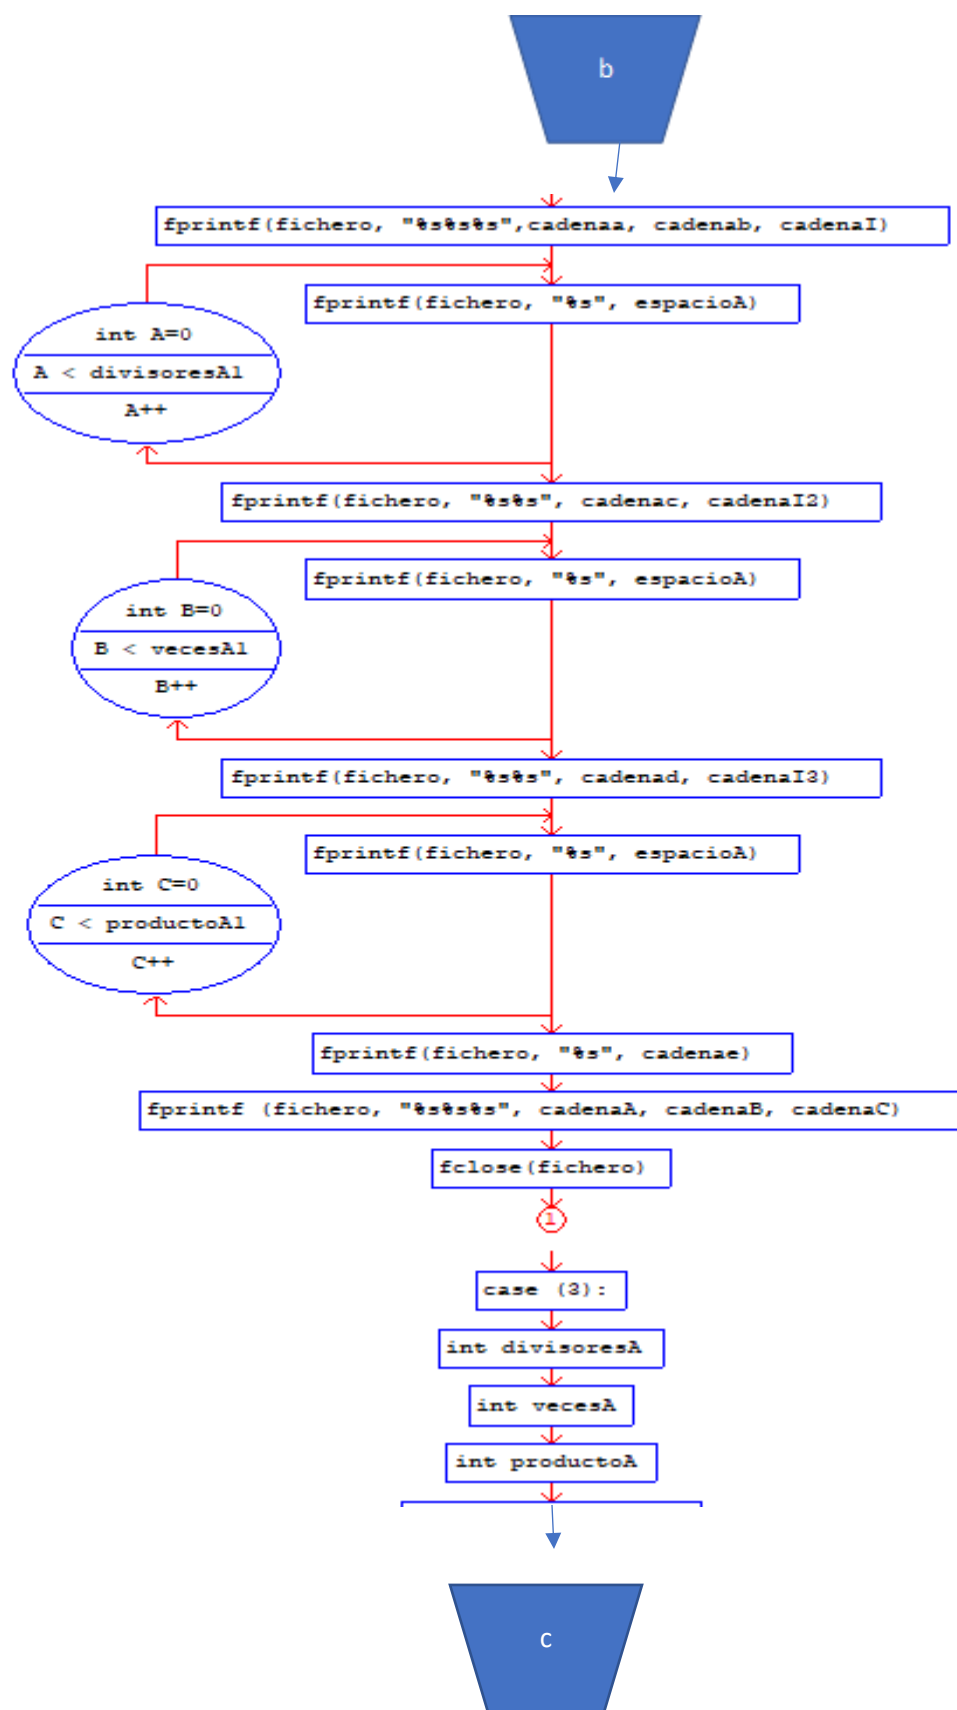 b
fprintf(fichero, "%s%s%s",cadenaa, cadenab, cadenaI)
fprintf(fichero, "%s", espacioA)
int A=0
A < divisoresA1
A++
fprintf(fichero, "%s%s", cadenac, cadenaI2)
fprintf(fichero, "%s", espacioA)
int B=0
B < vecesA1
B++
fprintf(fichero, "%s%s", cadenad, cadenaI3)
fprintf(fichero, "%s", espacioA)
int C=0
C < productoA1
C++
fprintf(fichero, "%s", cadenae)
fprintf (fichero, "%s%s%s", cadenaA, cadenaB, cadenaC)
fclose(fichero)
1
case (3):
int divisoresA
int vecesA
int productoA
c